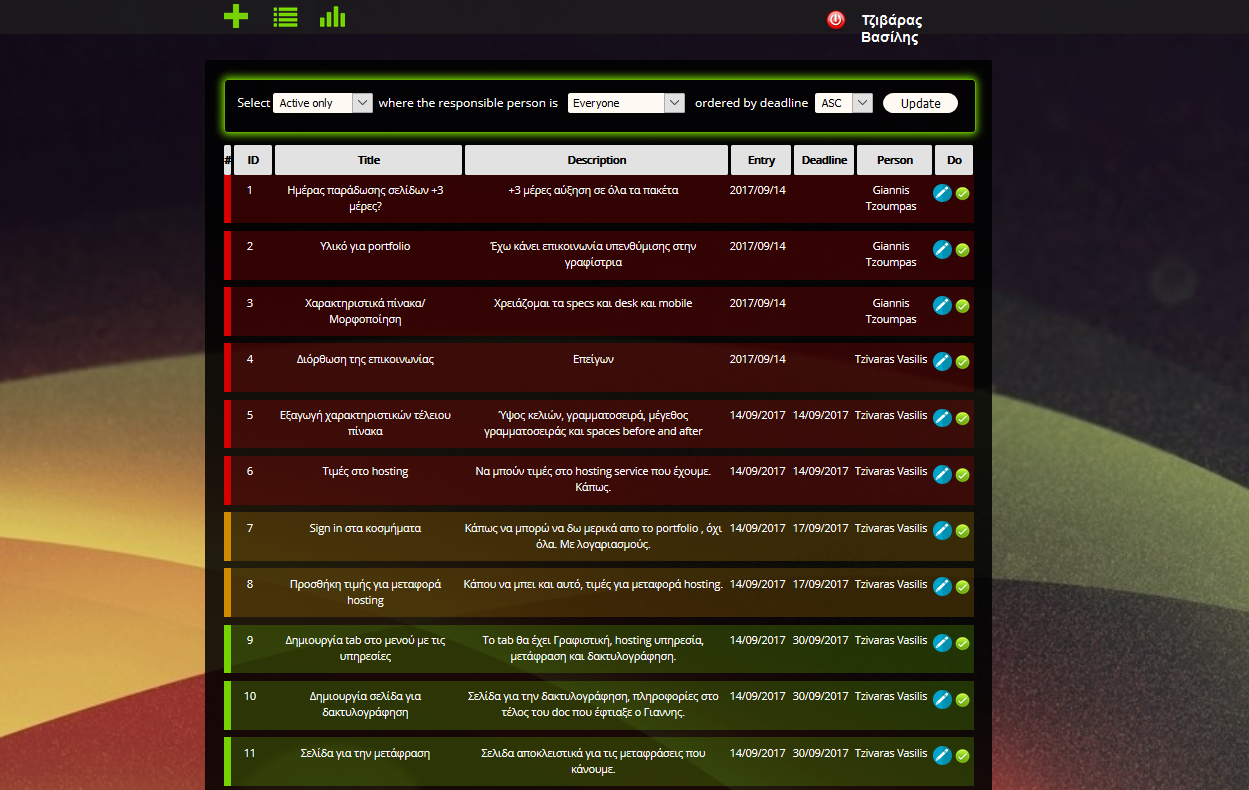 Τζιβάρας
Βασίλης
Select Active only where the responsible person is Everyone ordered by deadline ASC Update
# ID Title Description Entry Deadline Person Do
1 Ημέρας παράδωσης σελίδων +3 +3 μέρες αύξηση σε όλα τα πακέτα 2017/09/14 Giannis
μέρες? Tzoumpas
2 Υλικό για portfolio Έχω κάνει επικοινωνία υπενθύμισης στην 2017/09/14 Giannis
γραφίστρια Tzoumpas
3 Χαρακτηριστικά πίνακα/ Χρειάζομαι τα specs και desk και mobile 2017/09/14 Giannis
Μορφοποίηση Tzoumpas
4 Διόρθωση της επικοινωνίας Επείγων 2017/09/14 Tzivaras Vasilis
5 Εξαγωγή χαρακτηριστικών τέλειου Ύψος κελιών, γραμματοσειρά, μέγεθος 14/09/2017 14/09/2017 Tzivaras Vasilis
πίνακα γραμματοσειράς και spaces before and after
6 Τιμές στο hosting Να μπούν τιμές στο hosting service που έχουμε. 14/09/2017 14/09/2017 Tzivaras Vasilis
Κάπως.
7 Sign in στα κοσμήματα Κάπως να μπορώ να δω μερικά απο το portfolio , όχι 14/09/2017 17/09/2017 Tzivaras Vasilis
όλα. Με λογαριασμούς.
8 Προσθήκη τιμής για μεταφορά Κάπου να μπει και αυτό, τιμές για μεταφορά hosting. 14/09/2017 17/09/2017 Tzivaras Vasilis
hosting
9 Δημιουργία tab στο μενού με τις Το tab θα έχει Γραφιστική, hosting υπηρεσία, 14/09/2017 30/09/2017 Tzivaras Vasilis
υπηρεσίες μετάφραση και δακτυλογράφηση.
10 Δημιουργία σελίδα για Σελίδα για την δακτυλογράφηση, πληροφορίες στο 14/09/2017 30/09/2017 Tzivaras Vasilis
δακτυλογράφηση τέλος του doc που έφτιαξε ο Γιαννης.
11 Σελίδα για την μετάφραση Σελιδα αποκλειστικά για τις μεταφράσεις που 14/09/2017 30/09/2017 Tzivaras Vasilis
κάνουμε.